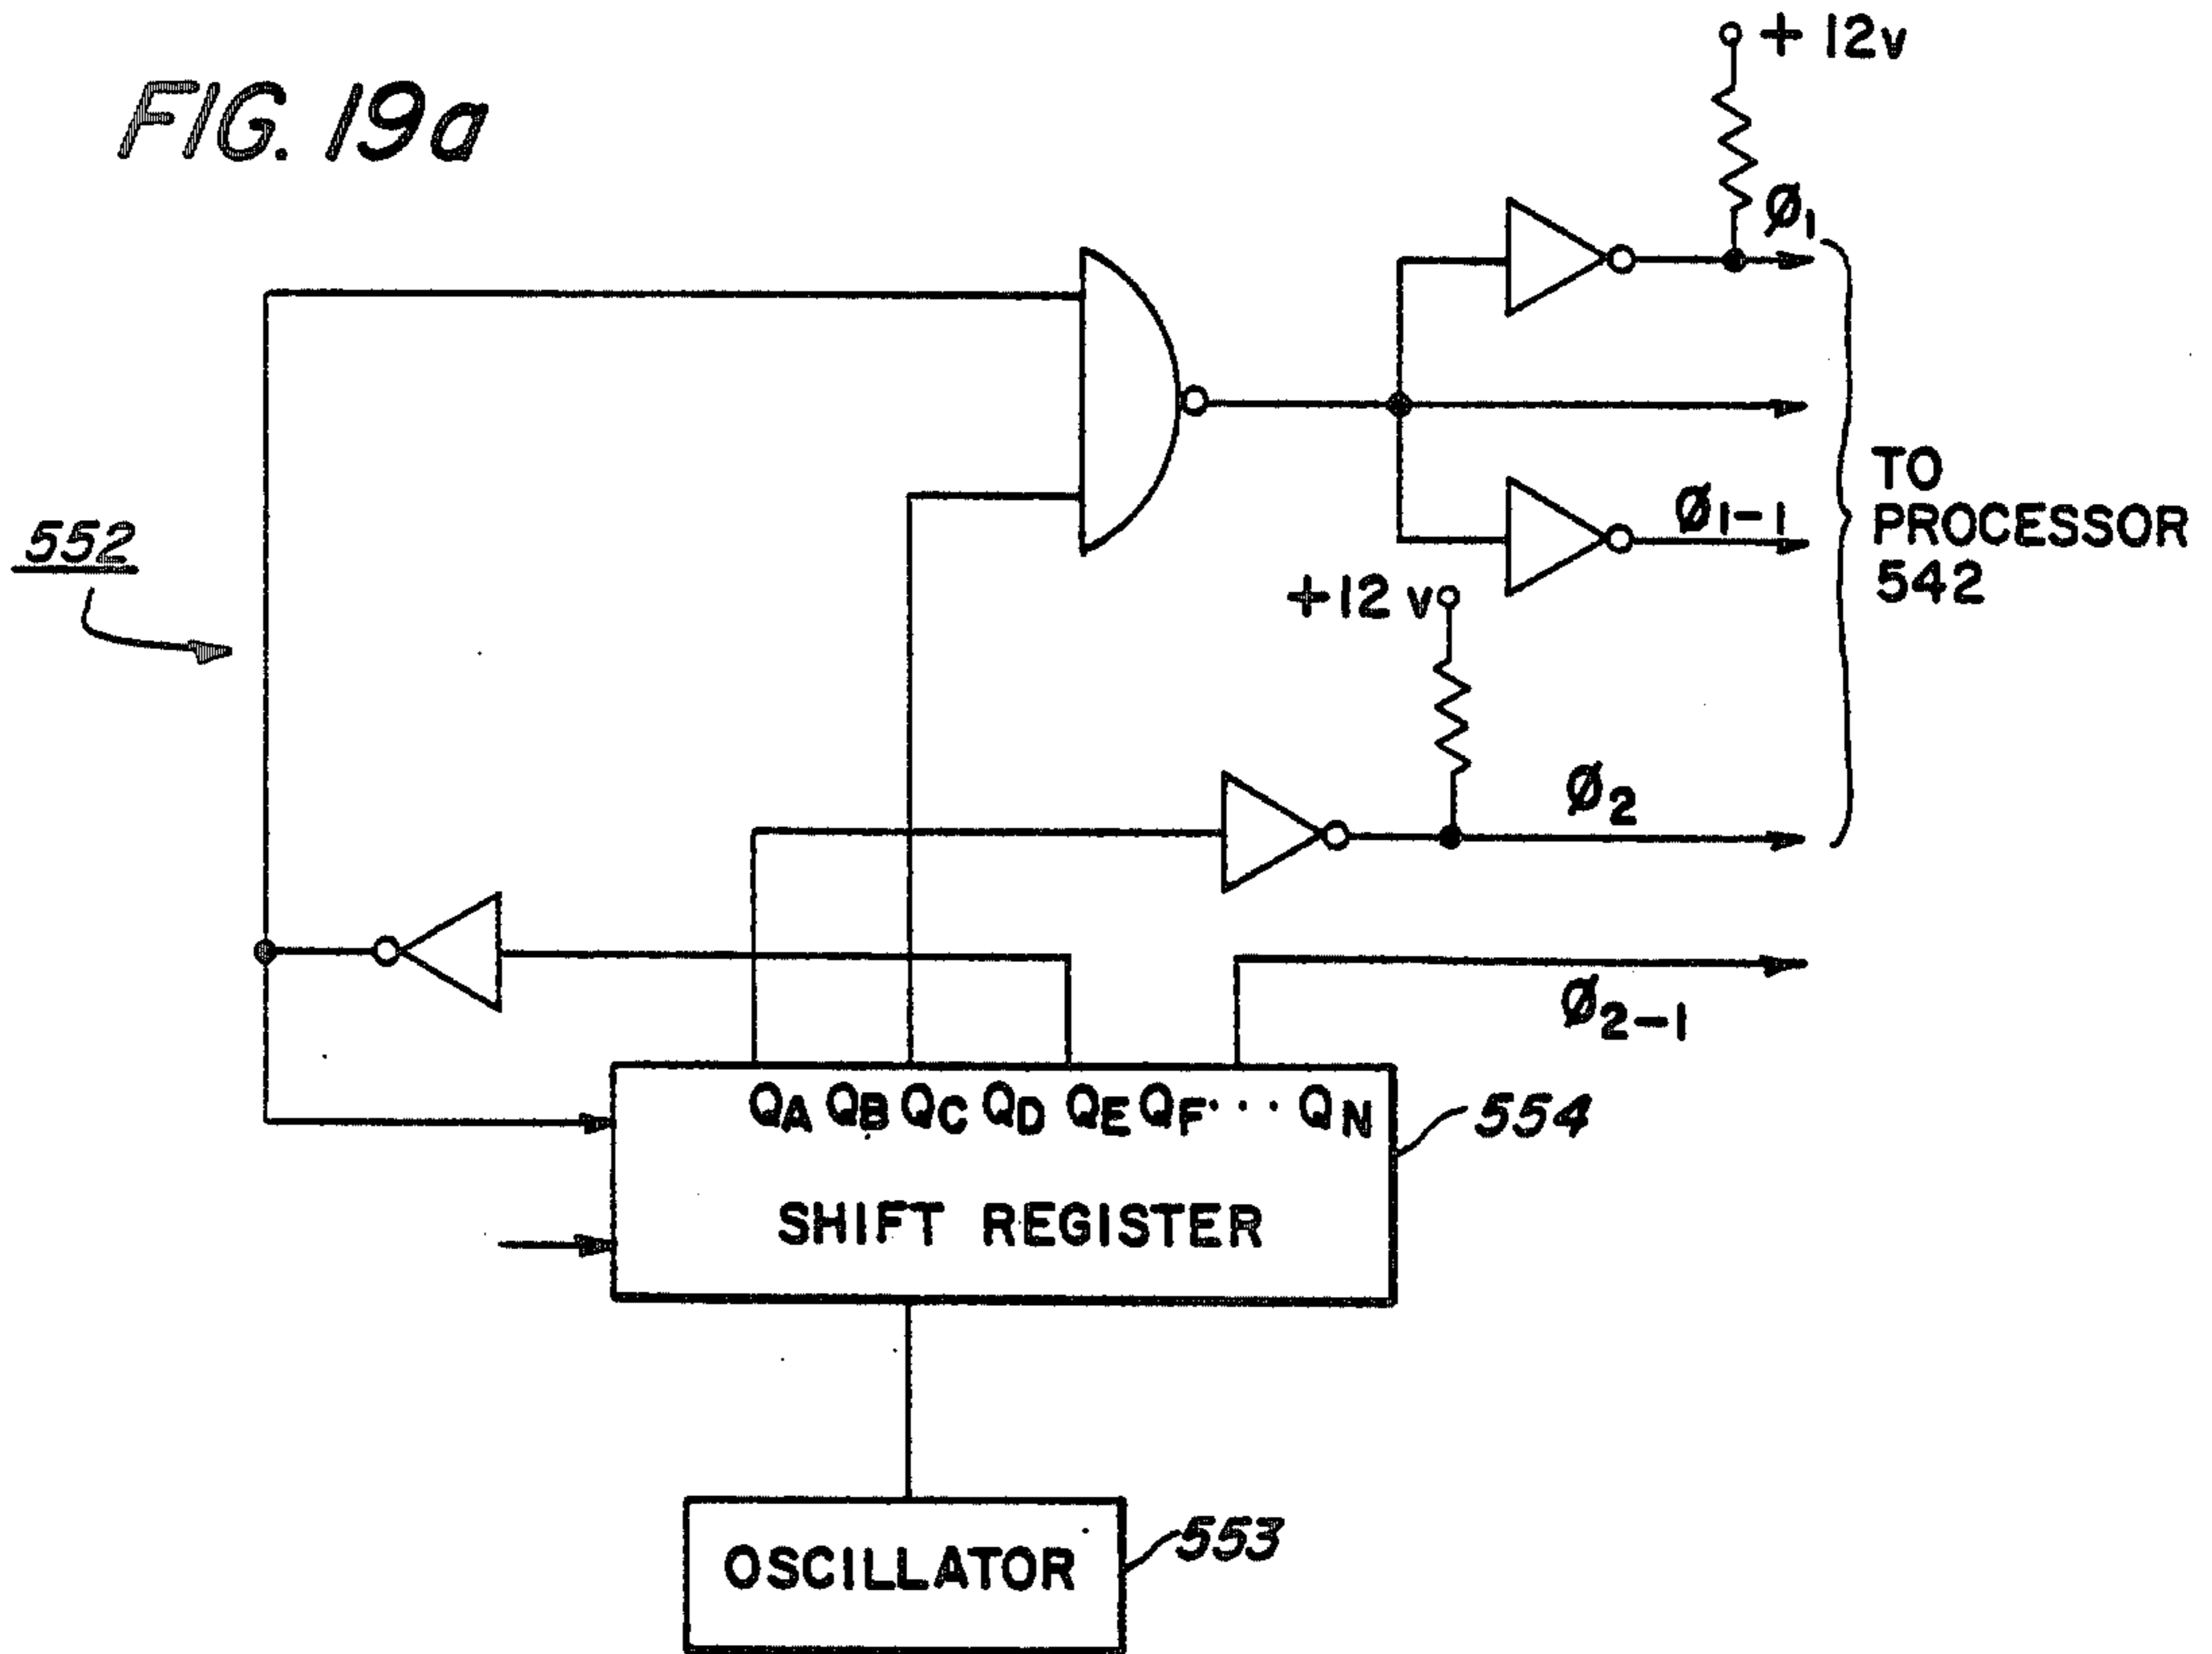 FIG. 19a
+12v
Ø1
552
Ø1-1
TO
PROCESSOR
542
+12 v
Ø2
Ø2-1
QA QB QC QD QE QF... QN
554
SHIFT REGISTER
OSCILLATOR
553